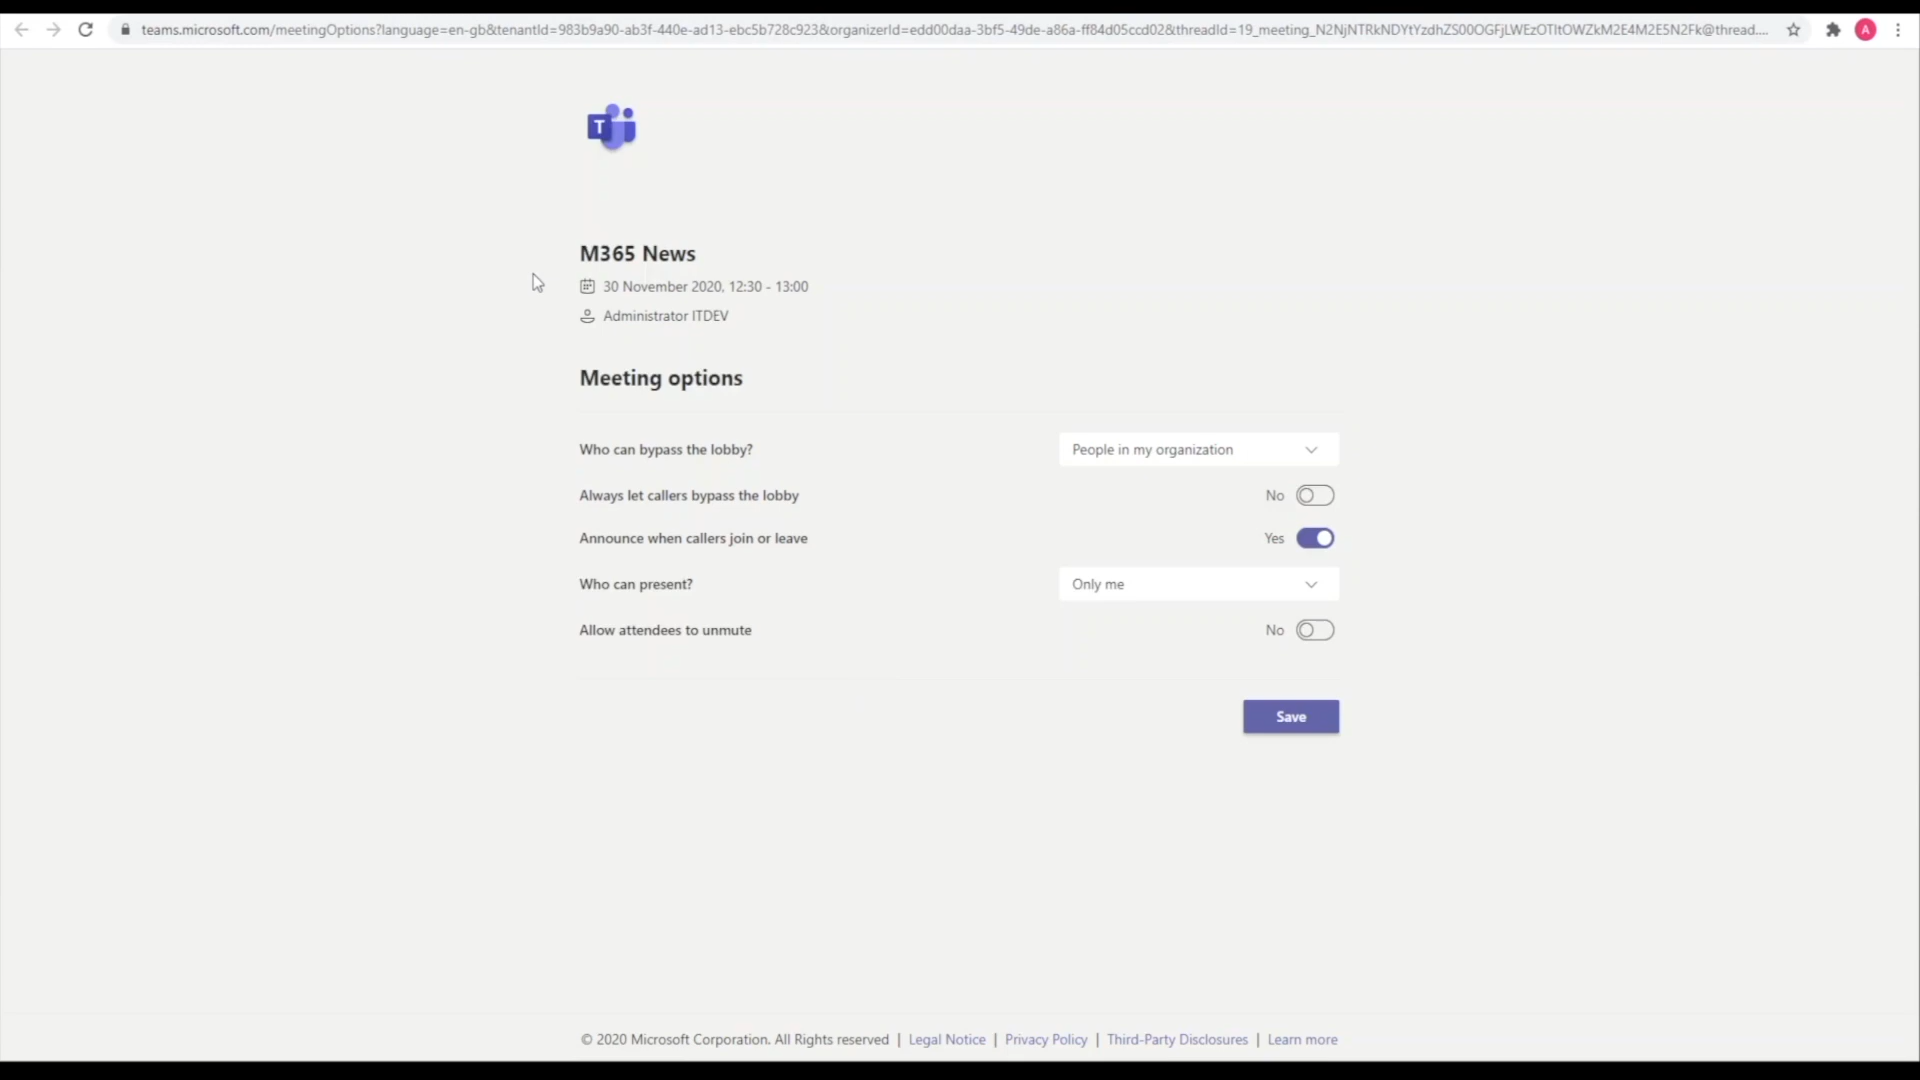 teams.microsoft.com/meetingOptions?language=en-gb&tenantId=983b9a90-ab3f-440e-ad13-ebc5b728c923&organizerId=edd00daa-3bf5-49de-a86a-ff84d05ccd02&threadId=19_meeting_N2NjNTRkNDYtYzdhZS00OGFjLWEzOTItOWZkM2E4M2E5N2Fk@thread.... A
T
M365 News
30 November 2020, 12:30 - 13:00
Administrator ITDEV
Meeting options
Who can bypass the lobby? People in my organization
Always let callers bypass the lobby No
Announce when callers join or leave Yes
Who can present? Only me
Allow attendees to unmute No
Save
© 2020 Microsoft Corporation. All Rights reserved | Legal Notice | Privacy Policy | Third-Party Disclosures | Learn more